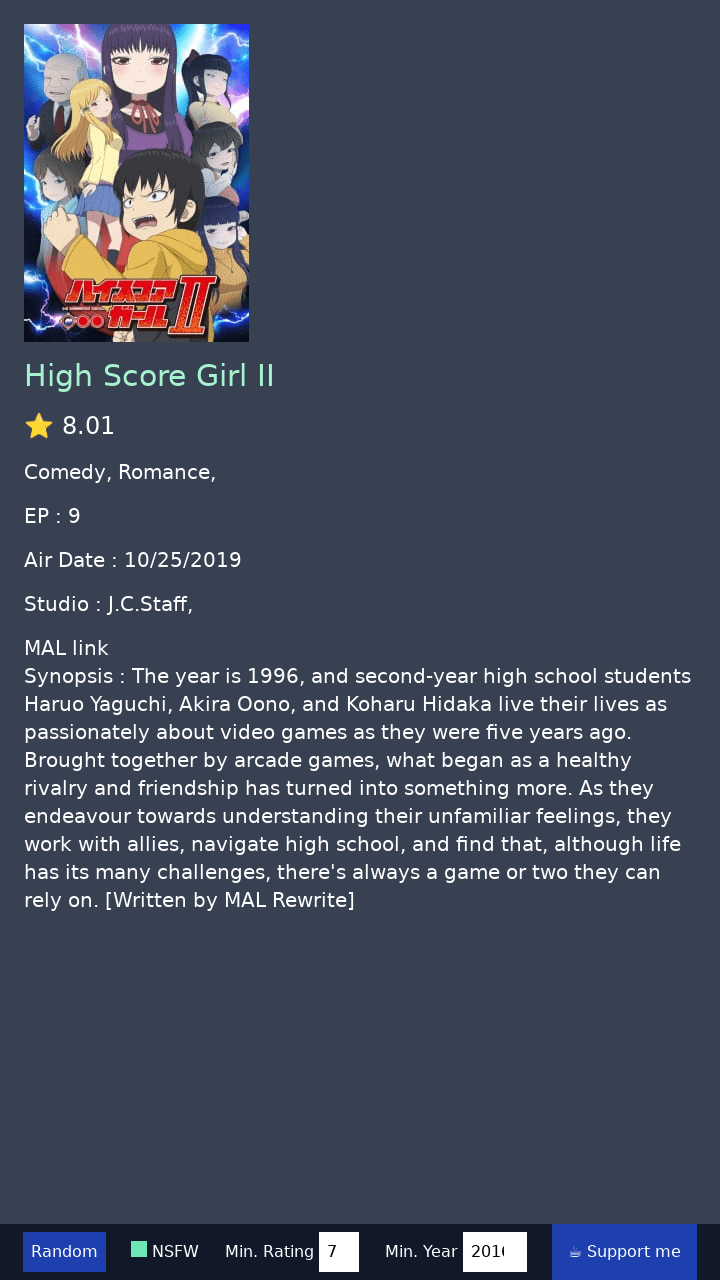 ハイスコア
ガール II
High Score Girl II
⭐ 8.01
Comedy, Romance,
EP : 9
Air Date : 10/25/2019
Studio : J.C.Staff,
MAL link
Synopsis : The year is 1996, and second-year high school students
Haruo Yaguchi, Akira Oono, and Koharu Hidaka live their lives as
passionately about video games as they were five years ago.
Brought together by arcade games, what began as a healthy
rivalry and friendship has turned into something more. As they
endeavour towards understanding their unfamiliar feelings, they
work with allies, navigate high school, and find that, although life
has its many challenges, there's always a game or two they can
rely on. [Written by MAL Rewrite]
Random NSFW Min. Rating 7 Min. Year ☕ Support me